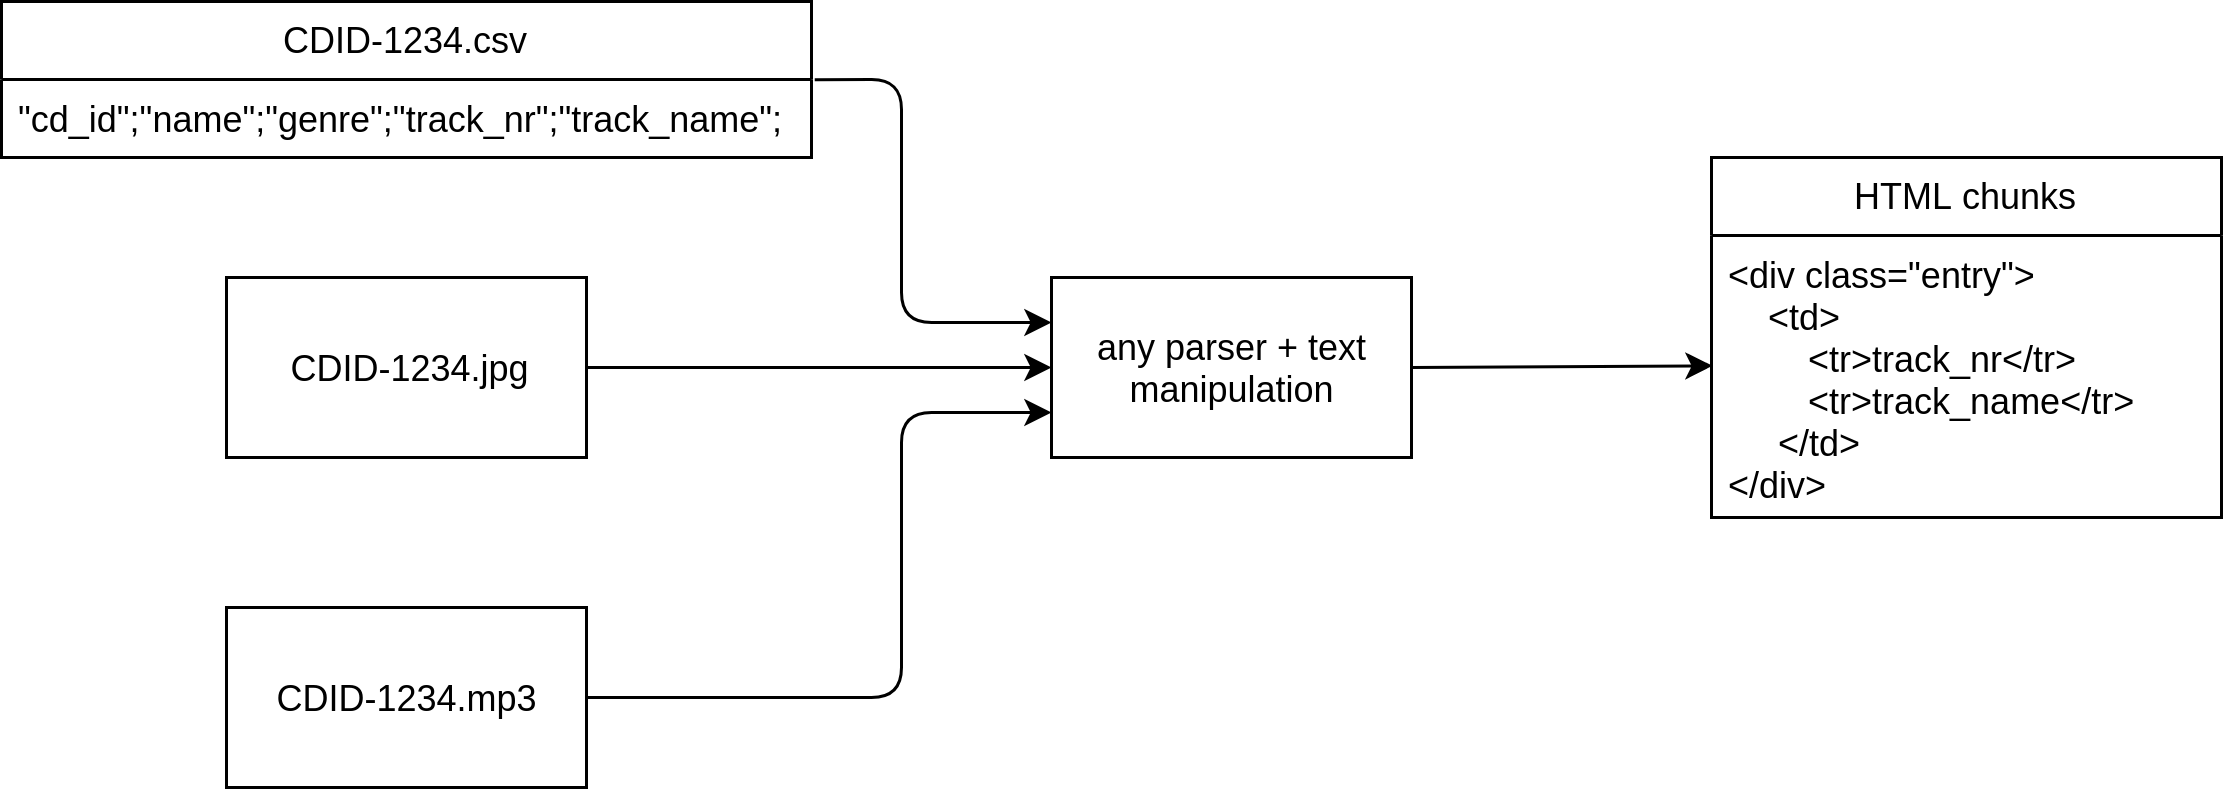 CDID-1234.csv
"cd_id";"name";"genre";"track_nr";"track_name";
CDID-1234.jpg
CDID-1234.mp3
any parser + text
manipulation
HTML chunks
<div class="entry">
<td>
<tr>track_nr</tr>
<tr>track_name</tr>
</td>
</div>